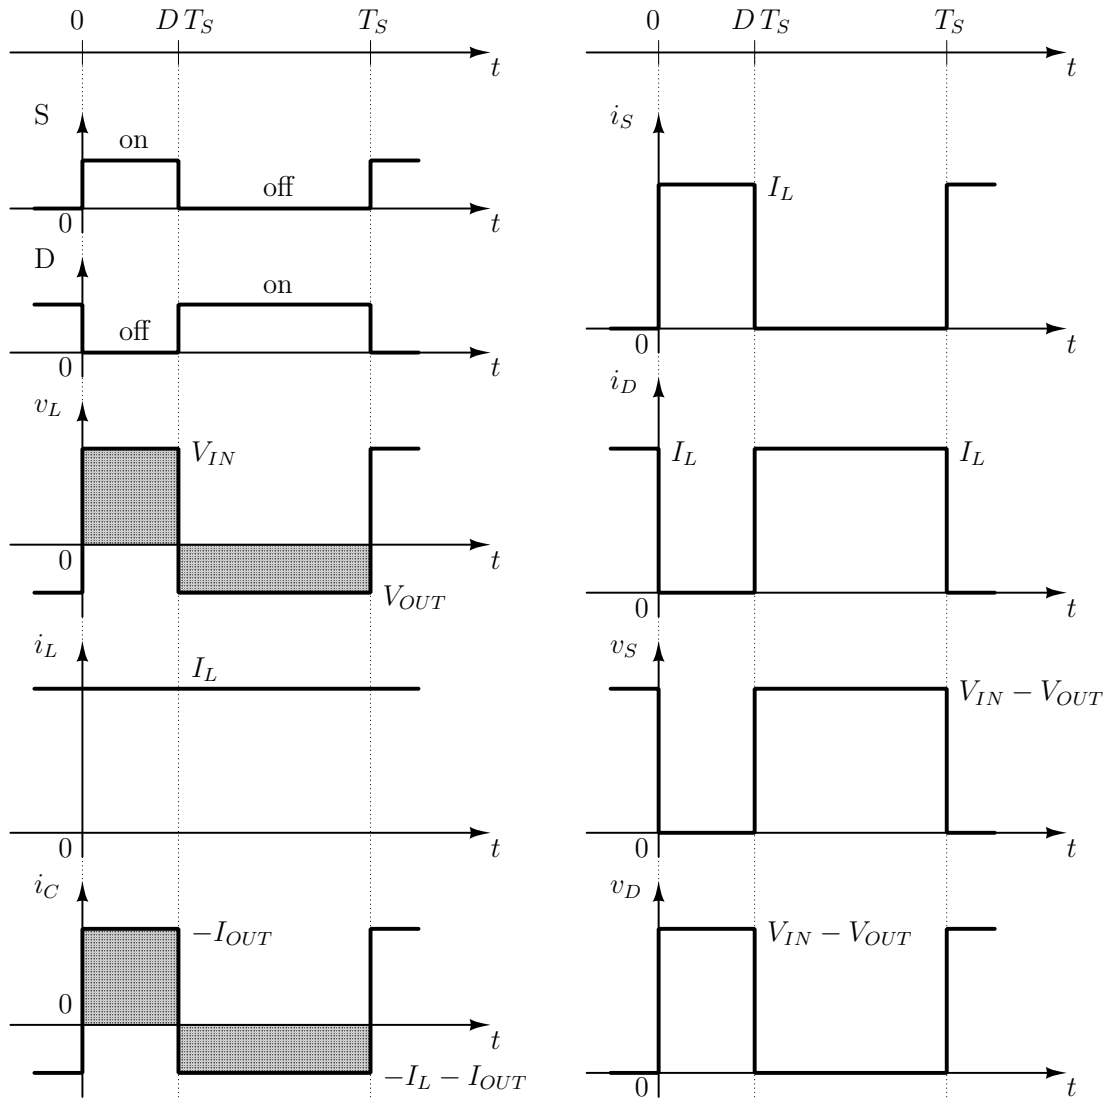 0 D T_S T_S
t
S
on
off
0
t
D
on
off
0
t
v_L
V_IN
0
t
V_OUT
i_L
I_L
0
t
i_C
−I_OUT
0
t
−I_L − I_OUT
0 D T_S T_S
t
i_S
I_L
0
t
i_D
I_L I_L
0
t
v_S
V_IN − V_OUT
0
t
v_D
V_IN − V_OUT
0
t